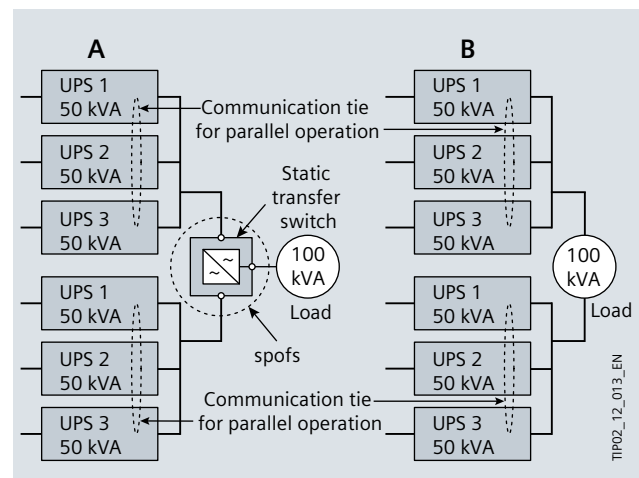 A
UPS 1
50 kVA
UPS 2
50 kVA
UPS 3
50 kVA
UPS 1
50 kVA
UPS 2
50 kVA
UPS 3
50 kVA
Communication tie
for parallel operation
Static
transfer
switch
~
~
100
kVA
Load
spofs
Communication tie
for parallel operation
B
UPS 1
50 kVA
UPS 2
50 kVA
UPS 3
50 kVA
UPS 1
50 kVA
UPS 2
50 kVA
UPS 3
50 kVA
100
kVA
Load
TIP02_12_013_EN